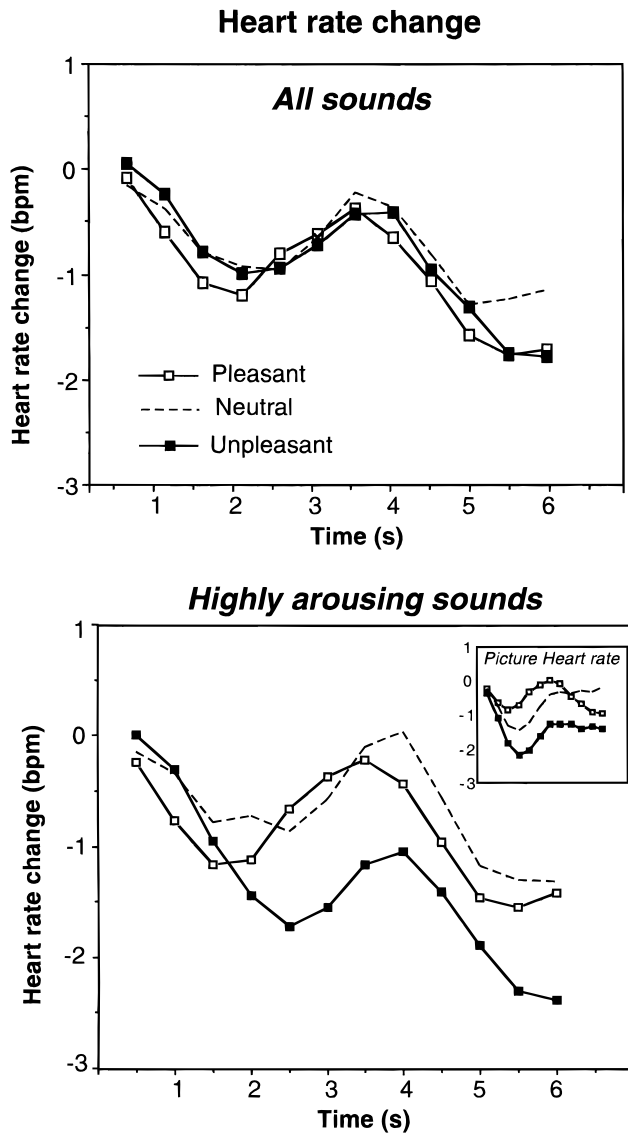 Heart rate change
All sounds
1
0
-1
-2
-3
Heart rate change (bpm)
Pleasant
Neutral
Unpleasant
1 2 3 4 5 6
Time (s)
Highly arousing sounds
1
0
-1
-2
-3
Heart rate change (bpm)
Picture Heart rate
1
0
-1
-2
-3
1 2 3 4 5 6
Time (s)